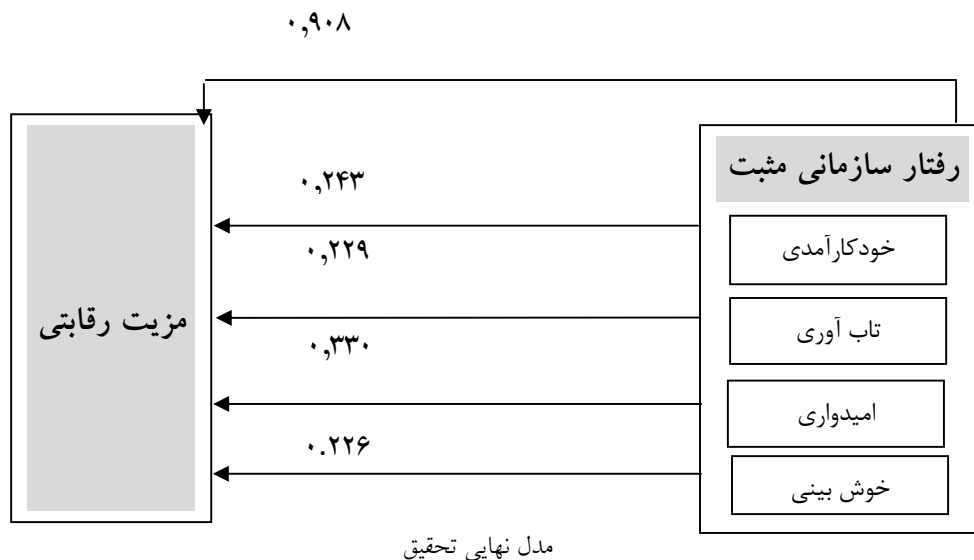 ۰,۹۰۸
رفتار سازمانی مثبت
۰,۲۴۳
خودکارآمدی
۰,۲۲۹
تاب آوری
مزیت رقابتی
۰,۳۳۰
امیدواری
۰.۲۲۶
خوش بینی
مدل نهایی تحقیق